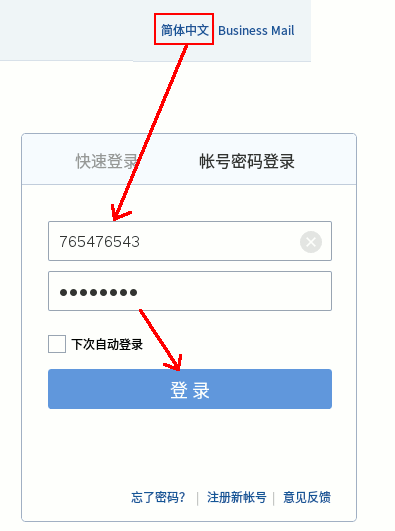 简体中文 Business Mail
快速登录 帐号密码登录
765476543
●●●●●●●●
下次自动登录
登 录
忘了密码? | 注册新帐号 | 意见反馈